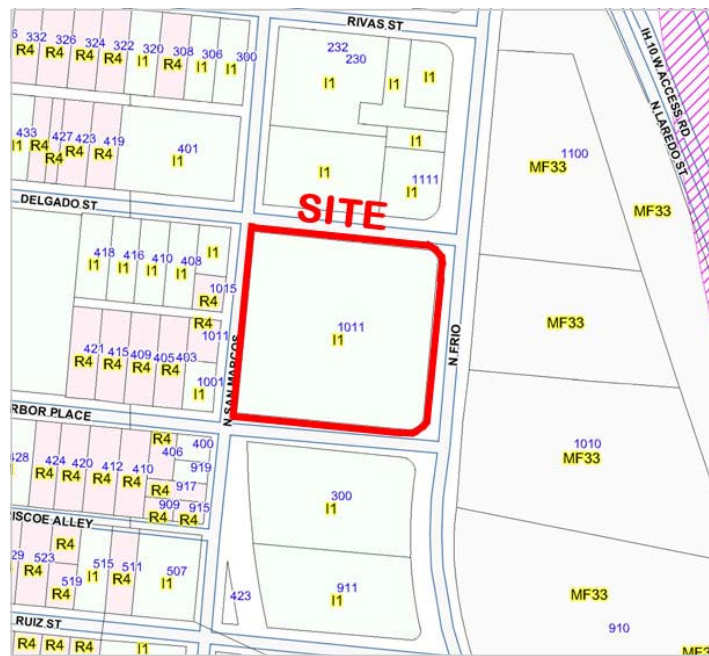 RIVAS ST
6 332 326 324 322 320 308 306 300
R4 R4 R4 R4 R4 I1 R4 I1 I1
232
230
I1 I1 I1
IH 10 W ACCESS RD
N LAREDO ST
433 427 423 419 401
I1 R4 R4 R4 R4 I1
I1
I1 1111
I1
1100
MF33
MF33
DELGADO ST
SITE
418 416 410 408 I1
I1 I1 I1 I1
1015
R4
R4
1011
421 415 409 405 403
R4 R4 R4 R4
1001
I1
N SAN MARCOS
1011
I1
N FRIO
MF33
RBOR PLACE
428 424 420 412 410 R4 406 400
I1 R4 R4 R4 R4 919
R4 917
909 915
R4 R4
ISCOE ALLEY
300
I1
1010
MF33
29 523 R4 515 511 507
R4 519 I1 R4 I1
R4
423
911
I1
MF33
910
RUIZ ST
R4 R4 R4 I1
MF3